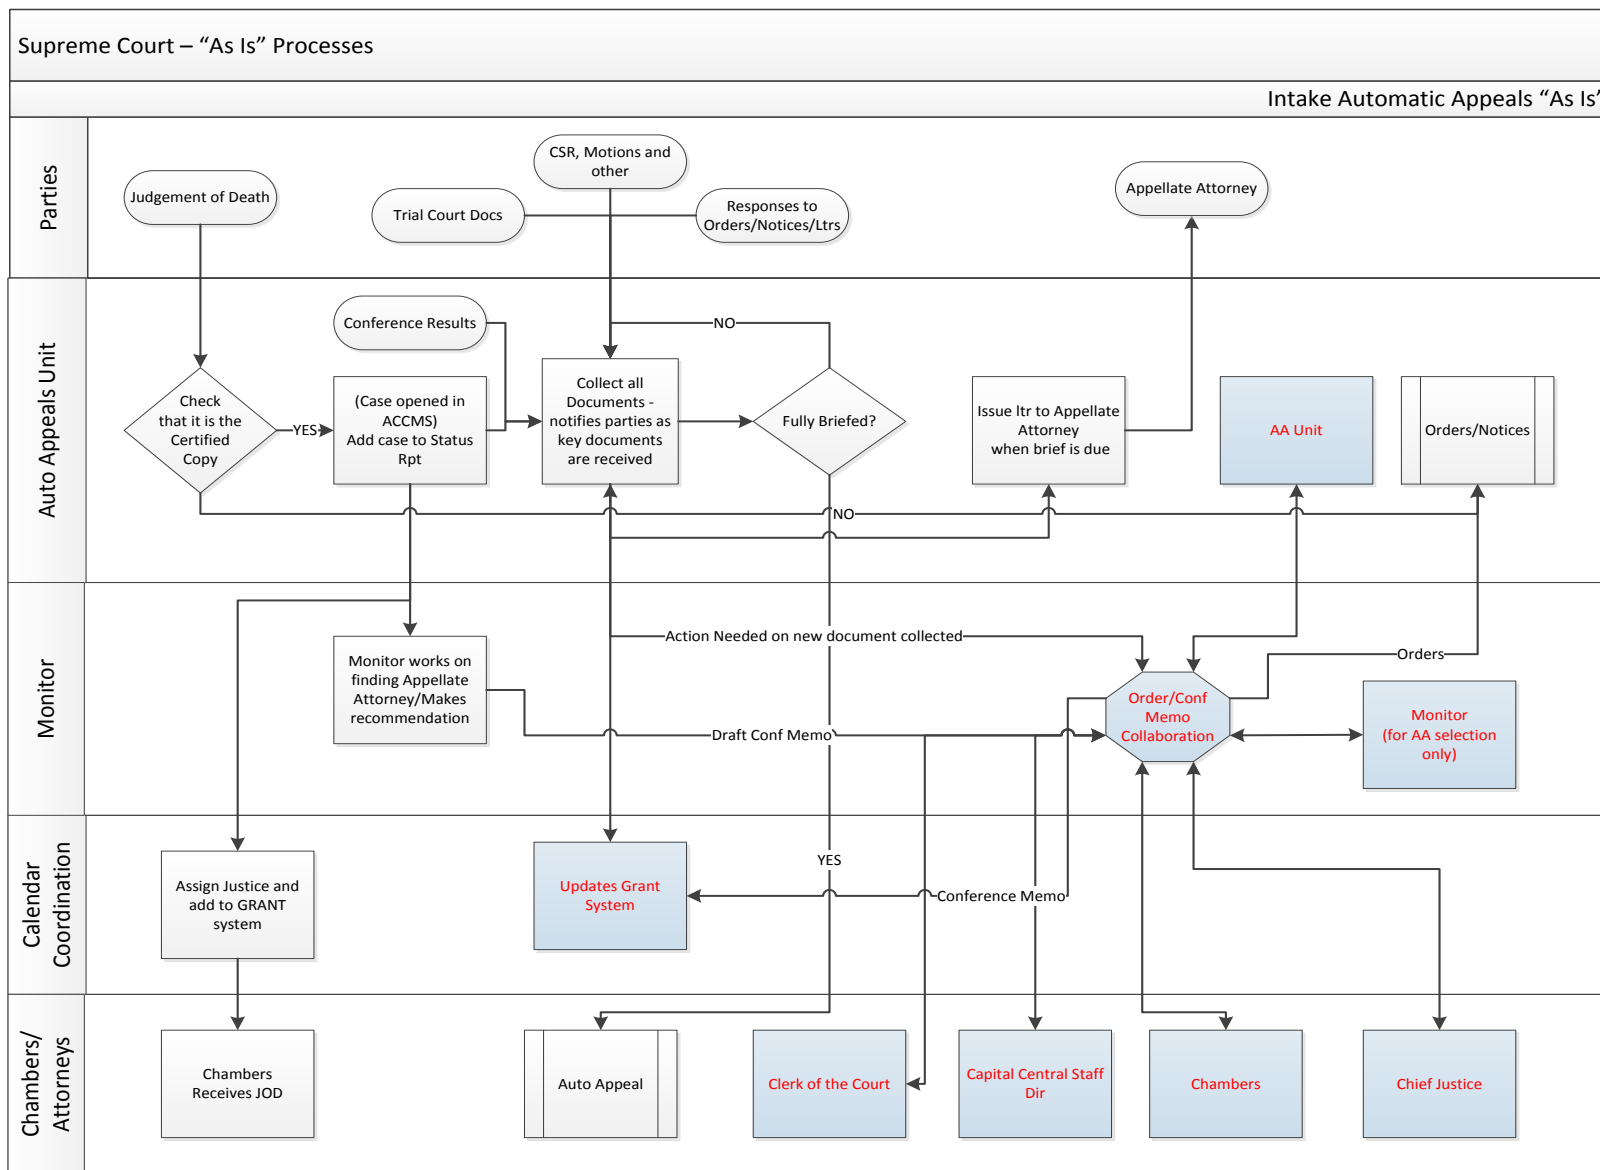 Supreme Court – “As Is” Processes
Intake Automatic Appeals “As Is”
Parties
Judgement of Death
CSR, Motions and
other
Trial Court Docs
Responses to
Orders/Notices/Ltrs
Appellate Attorney
Auto Appeals Unit
Conference Results
NO
Check
that it is the
Certified
Copy
YES
(Case opened in
ACCMS)
Add case to Status
Rpt
Collect all
Documents -
notifies parties as
key documents
are received
Fully Briefed?
Issue ltr to Appellate
Attorney
when brief is due
AA Unit
Orders/Notices
NO
Monitor
Action Needed on new document collected
Monitor works on
finding Appellate
Attorney/Makes
recommendation
Draft Conf Memo
Order/Conf
Memo
Collaboration
Orders
Monitor
(for AA selection
only)
Calendar
Coordination
Assign Justice and
add to GRANT
system
Updates Grant
System
YES
Conference Memo
Chambers/
Attorneys
Chambers
Receives JOD
Auto Appeal
Clerk of the Court
Capital Central Staff
Dir
Chambers
Chief Justice